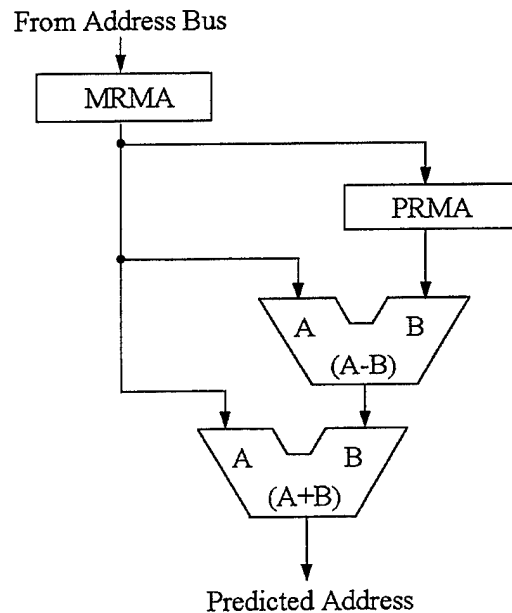 From Address Bus
MRMA
PRMA
A B
(A-B)
A B
(A+B)
Predicted Address